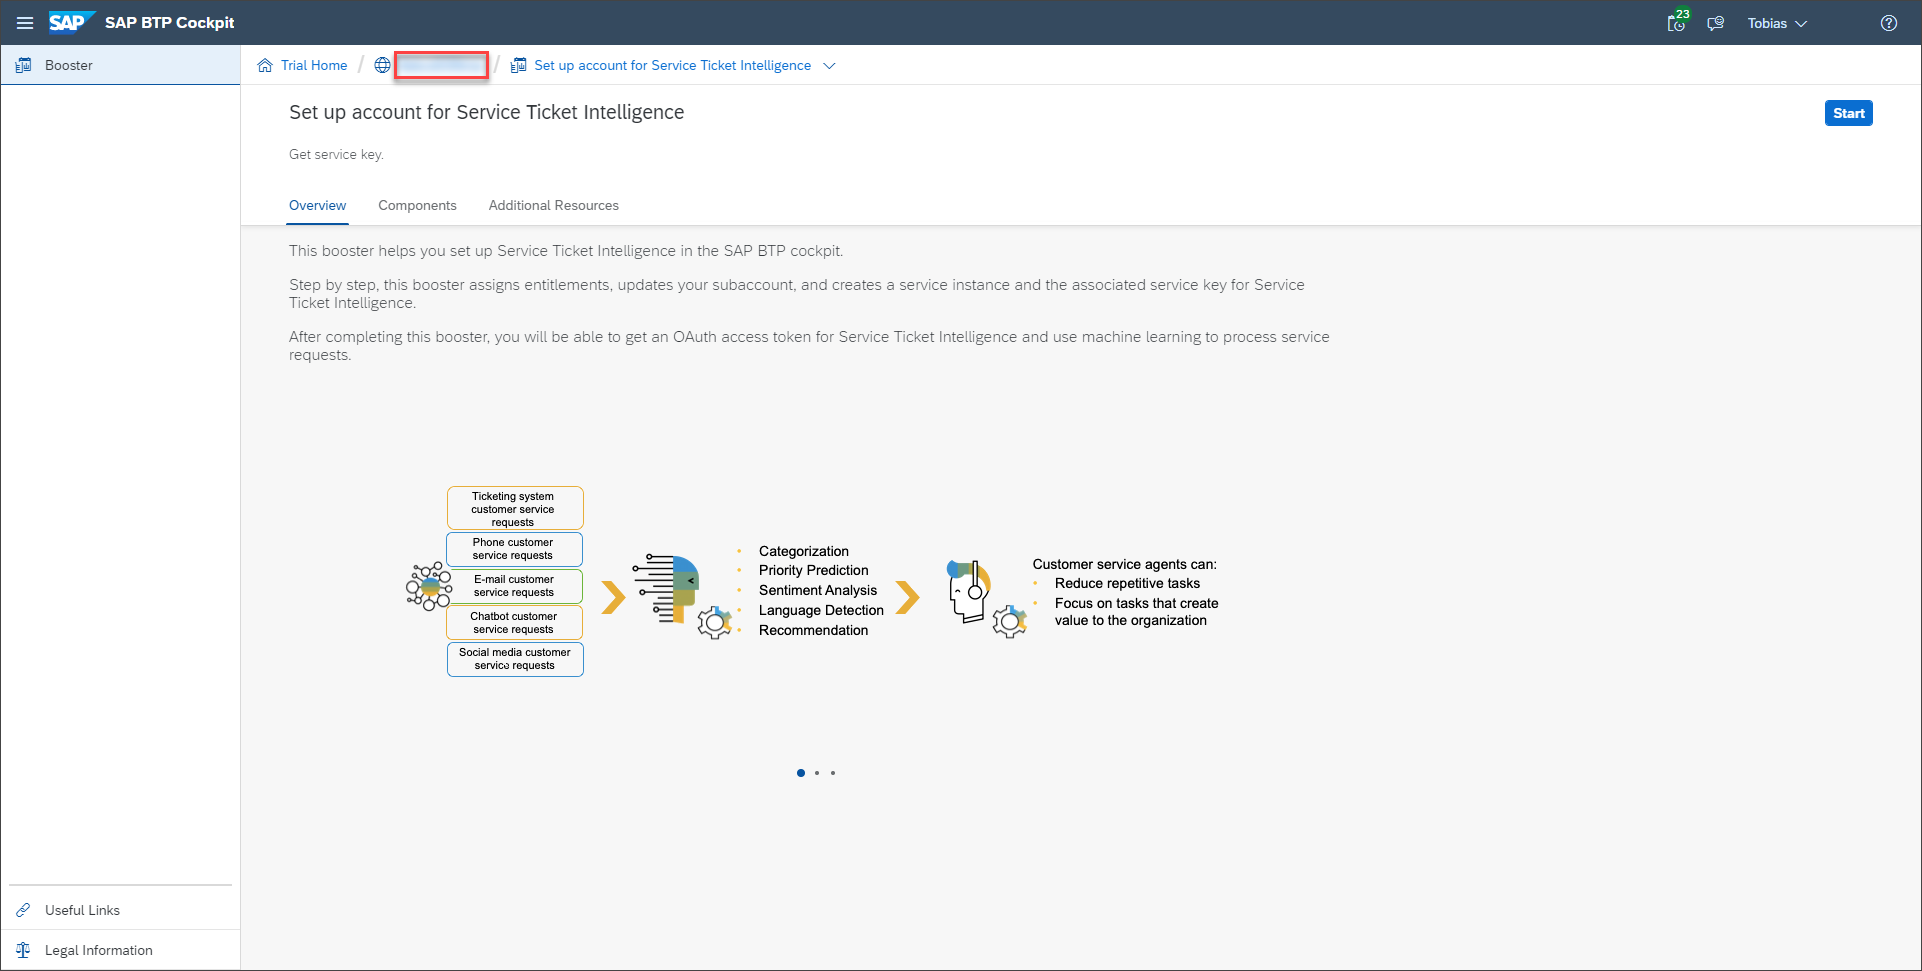 SAP SAP BTP Cockpit
23
Tobias
Booster
Trial Home / / Set up account for Service Ticket Intelligence
Set up account for Service Ticket Intelligence
Start
Get service key.
Overview Components Additional Resources
This booster helps you set up Service Ticket Intelligence in the SAP BTP cockpit.
Step by step, this booster assigns entitlements, updates your subaccount, and creates a service instance and the associated service key for Service
Ticket Intelligence.
After completing this booster, you will be able to get an OAuth access token for Service Ticket Intelligence and use machine learning to process service
requests.
Ticketing system
customer service
requests
Phone customer
service requests
E-mail customer
service requests
Chatbot customer
service requests
Social media customer
service requests
• Categorization
• Priority Prediction
• Sentiment Analysis
• Language Detection
• Recommendation
Customer service agents can:
• Reduce repetitive tasks
• Focus on tasks that create
value to the organization
Useful Links
Legal Information